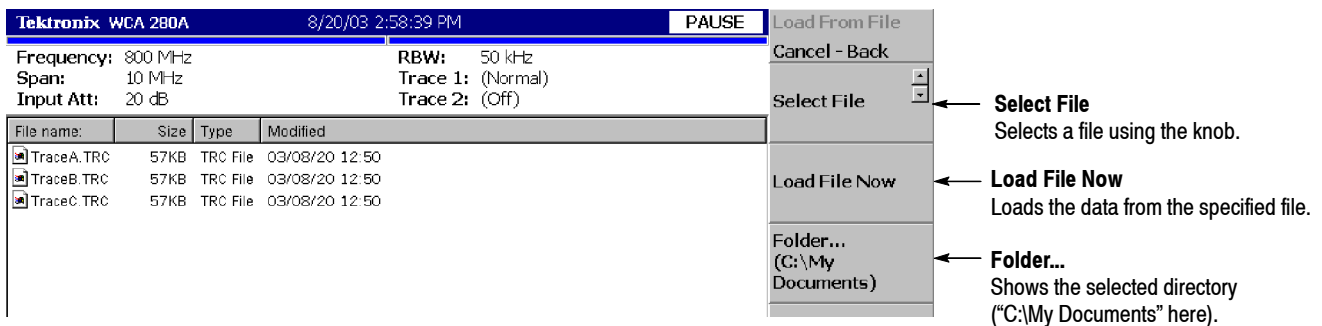 Tektronix WCA 280A 8/20/03 2:58:39 PM PAUSE
Frequency: 800 MHz RBW: 50 kHz
Span: 10 MHz Trace 1: (Normal)
Input Att: 20 dB Trace 2: (Off)
File name: Size Type Modified
TraceA.TRC 57KB TRC File 03/08/20 12:50
TraceB.TRC 57KB TRC File 03/08/20 12:50
TraceC.TRC 57KB TRC File 03/08/20 12:50
Load From File
Cancel - Back
Select File
Load File Now
Folder...
(C:\My
Documents)
Select File
Selects a file using the knob.
Load File Now
Loads the data from the specified file.
Folder...
Shows the selected directory
(“C:\My Documents” here).